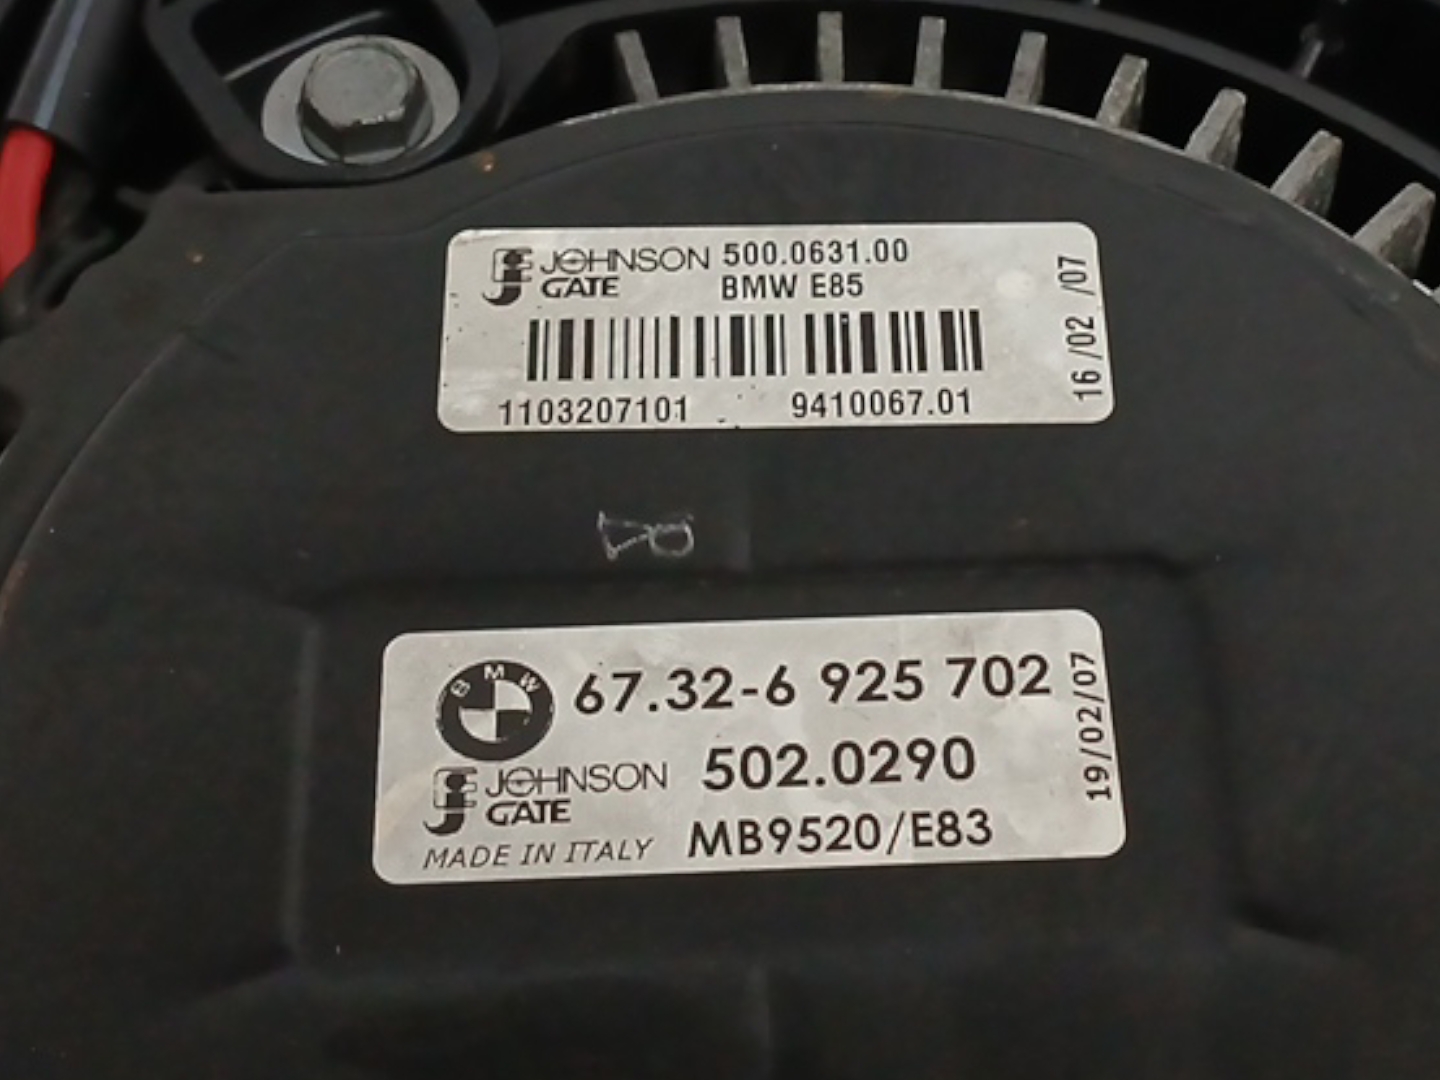 JOHNSON 500.0631.00
GATE BMW E85
1103207101 9410067.01
16/02/07
BMW 67.32-6 925 702
JOHNSON 502.0290
GATE
MADE IN ITALY MB9520/E83
19/02/07